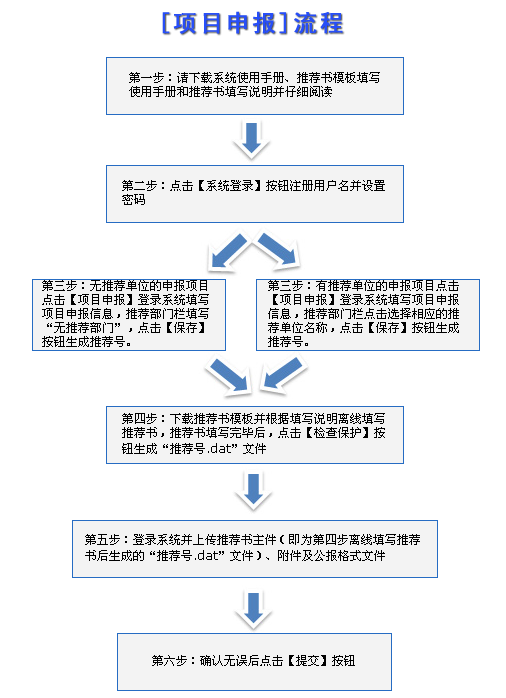 [项目申报]流程
第一步：请下载系统使用手册、推荐书模板填写
使用手册和推荐书填写说明并仔细阅读
第二步：点击【系统登录】按钮注册用户名并设置
密码
第三步：无推荐单位的申报项目
点击【项目申报】登录系统填写
项目申报信息，推荐部门栏填写
“无推荐部门”，点击【保存】
按钮生成推荐号。
第三步：有推荐单位的申报项目点击
【项目申报】登录系统填写项目申报
信息，推荐部门栏点击选择相应的推
荐单位名称，点击【保存】按钮生成
推荐号。
第四步：下载推荐书模板并根据填写说明离线填写
推荐书，推荐书填写完毕后，点击【检查保护】按
钮生成“推荐号.dat”文件
第五步：登录系统并上传推荐书主件（即为第四步离线填写推荐
书后生成的“推荐号.dat”文件）、附件及公报格式文件
第六步：确认无误后点击【提交】按钮